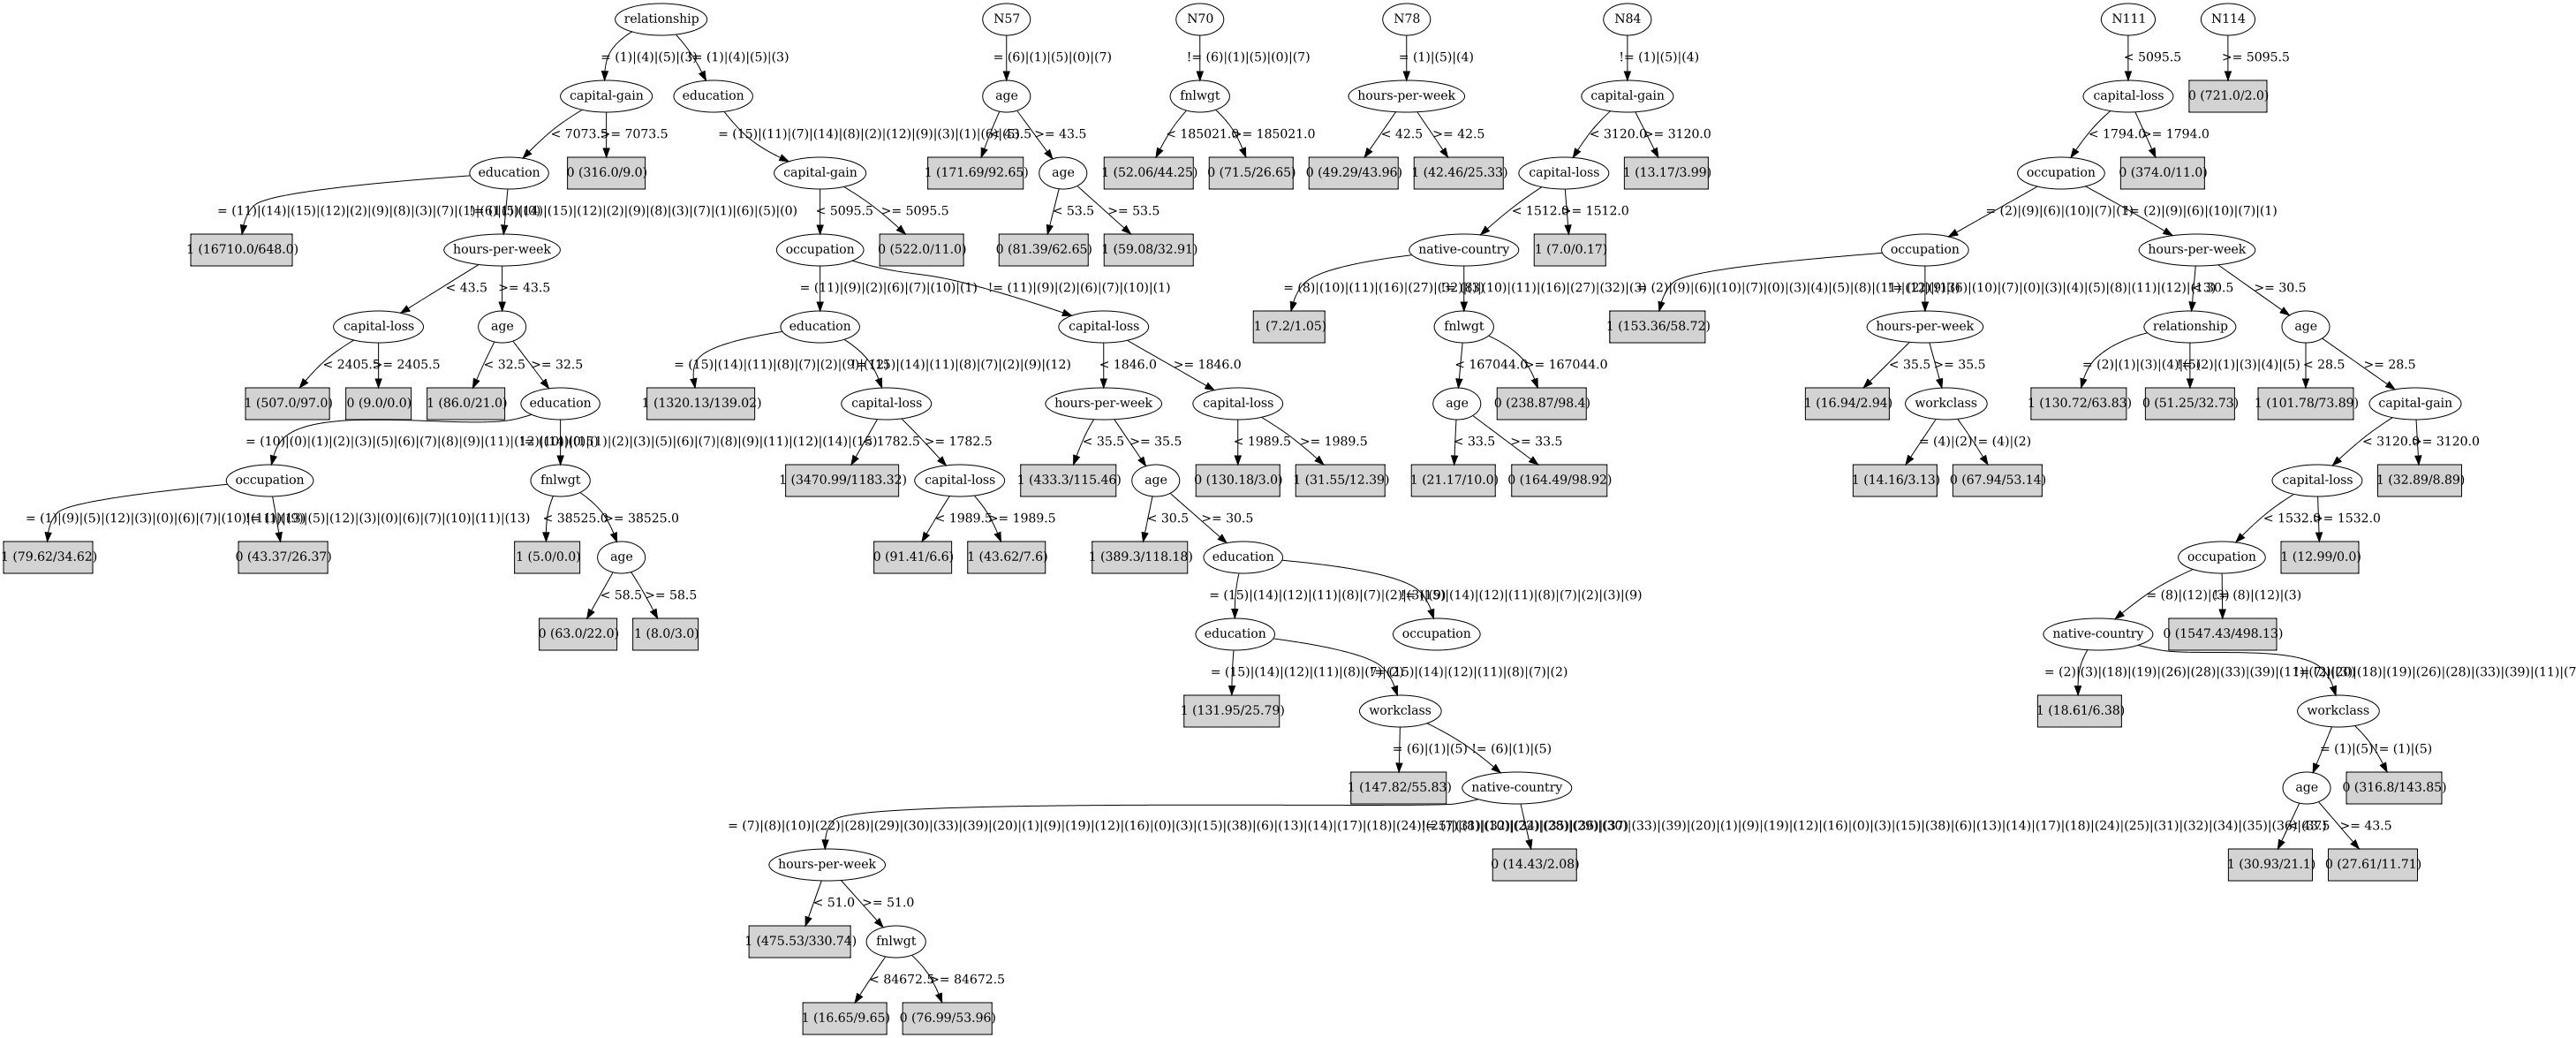 relationship N57 N70 N78 N84 N111 N114
= (1)|(4)|(5)|(3) != (1)|(4)|(5)|(3) = (6)|(1)|(5)|(0)|(7) != (6)|(1)|(5)|(0)|(7) = (1)|(5)|(4) != (1)|(5)|(4) < 5095.5 >= 5095.5
capital-gain education age fnlwgt hours-per-week capital-gain capital-loss 0 (721.0/2.0)
< 7073.5 >= 7073.5 = (15)|(11)|(7)|(14)|(8)|(2)|(12)|(9)|(3)|(1)|(6)|(5) < 43.5 >= 43.5 < 185021.0 >= 185021.0 < 42.5 >= 42.5 < 3120.0 >= 3120.0 < 1794.0 >= 1794.0
education 0 (316.0/9.0) capital-gain 1 (171.69/92.65) age 1 (52.06/44.25) 0 (71.5/26.65) 0 (49.29/43.96) 1 (42.46/25.33) capital-loss 1 (13.17/3.99) occupation 0 (374.0/11.0)
= (11)|(14)|(15)|(12)|(2)|(9)|(8)|(3)|(7)|(1)|(6)|(5)|(0) != (11)|(14)|(15)|(12)|(2)|(9)|(8)|(3)|(7)|(1)|(6)|(5)|(0) < 5095.5 >= 5095.5 < 53.5 >= 53.5 < 1512.0 >= 1512.0 = (2)|(9)|(6)|(10)|(7)|(1) != (2)|(9)|(6)|(10)|(7)|(1)
1 (16710.0/648.0) hours-per-week occupation 0 (522.0/11.0) 0 (81.39/62.65) 1 (59.08/32.91) native-country 1 (7.0/0.17) occupation hours-per-week
< 43.5 >= 43.5 = (11)|(9)|(2)|(6)|(7)|(10)|(1) != (11)|(9)|(2)|(6)|(7)|(10)|(1) = (8)|(10)|(11)|(16)|(27)|(32)|(3) != (8)|(10)|(11)|(16)|(27)|(32)|(3) = (2)|(9)|(6)|(10)|(7)|(0)|(3)|(4)|(5)|(8)|(11)|(12)|(13) != (2)|(9)|(6)|(10)|(7)|(0)|(3)|(4)|(5)|(8)|(11)|(12)|(13) < 30.5 >= 30.5
capital-loss age education capital-loss 1 (7.2/1.05) fnlwgt 1 (153.36/58.72) hours-per-week relationship age
< 2405.5 >= 2405.5 < 32.5 >= 32.5 = (15)|(14)|(11)|(8)|(7)|(2)|(9)|(12) != (15)|(14)|(11)|(8)|(7)|(2)|(9)|(12) < 1846.0 >= 1846.0 < 167044.0 >= 167044.0 < 35.5 >= 35.5 = (2)|(1)|(3)|(4)|(5) != (2)|(1)|(3)|(4)|(5) < 28.5 >= 28.5
1 (507.0/97.0) 0 (9.0/0.0) 1 (86.0/21.0) education 1 (1320.13/139.02) capital-loss hours-per-week capital-loss age 0 (238.87/98.4) 1 (16.94/2.94) workclass 1 (130.72/63.83) 0 (51.25/32.73) 1 (101.78/73.89) capital-gain
= (10)|(0)|(1)|(2)|(3)|(5)|(6)|(7)|(8)|(9)|(11)|(12)|(14)|(15) != (10)|(0)|(1)|(2)|(3)|(5)|(6)|(7)|(8)|(9)|(11)|(12)|(14)|(15) < 1782.5 >= 1782.5 < 35.5 >= 35.5 < 1989.5 >= 1989.5 < 33.5 >= 33.5 = (4)|(2) != (4)|(2) < 3120.0 >= 3120.0
occupation fnlwgt 1 (3470.99/1183.32) capital-loss 1 (433.3/115.46) age 0 (130.18/3.0) 1 (31.55/12.39) 1 (21.17/10.0) 0 (164.49/98.92) 1 (14.16/3.13) 0 (67.94/53.14) capital-loss 1 (32.89/8.89)
= (1)|(9)|(5)|(12)|(3)|(0)|(6)|(7)|(10)|(11)|(13) != (1)|(9)|(5)|(12)|(3)|(0)|(6)|(7)|(10)|(11)|(13) < 38525.0 >= 38525.0 < 1989.5 >= 1989.5 < 30.5 >= 30.5 < 1532.0 >= 1532.0
1 (79.62/34.62) 0 (43.37/26.37) 1 (5.0/0.0) age 0 (91.41/6.6) 1 (43.62/7.6) 1 (389.3/118.18) education occupation 1 (12.99/0.0)
< 58.5 >= 58.5 = (15)|(14)|(12)|(11)|(8)|(7)|(2)|(3)|(9) != (15)|(14)|(12)|(11)|(8)|(7)|(2)|(3)|(9) = (8)|(12)|(3) != (8)|(12)|(3)
0 (63.0/22.0) 1 (8.0/3.0) education occupation native-country 0 (1547.43/498.13)
= (15)|(14)|(12)|(11)|(8)|(7)|(2) != (15)|(14)|(12)|(11)|(8)|(7)|(2) = (2)|(3)|(18)|(19)|(26)|(28)|(33)|(39)|(11)|(7)|(20) != (2)|(3)|(18)|(19)|(26)|(28)|(33)|(39)|(11)|(7
1 (131.95/25.79) workclass 1 (18.61/6.38) workclass
= (6)|(1)|(5) != (6)|(1)|(5) = (1)|(5) != (1)|(5)
1 (147.82/55.83) native-country age 0 (316.8/143.85)
= (7)|(8)|(10)|(22)|(28)|(29)|(30)|(33)|(39)|(20)|(1)|(9)|(19)|(12)|(16)|(0)|(3)|(15)|(38)|(6)|(13)|(14)|(17)|(18)|(24)|(25)|(31)|(32)|(34)|(35)|(36)|(37) != (7)|(8)|(10)|(22)|(28)|(29)|(30)|(33)|(39)|(20)|(1)|(9)|(19)|(12)|(16)|(0)|(3)|(15)|(38)|(6)|(13)|(14)|(17)|(18)|(24)|(25)|(31)|(32)|(34)|(35)|(36)|(37) < 43.5 >= 43.5
hours-per-week 0 (14.43/2.08) 1 (30.93/21.1) 0 (27.61/11.71)
< 51.0 >= 51.0
1 (475.53/330.74) fnlwgt
< 84672.5 >= 84672.5
1 (16.65/9.65) 0 (76.99/53.96)